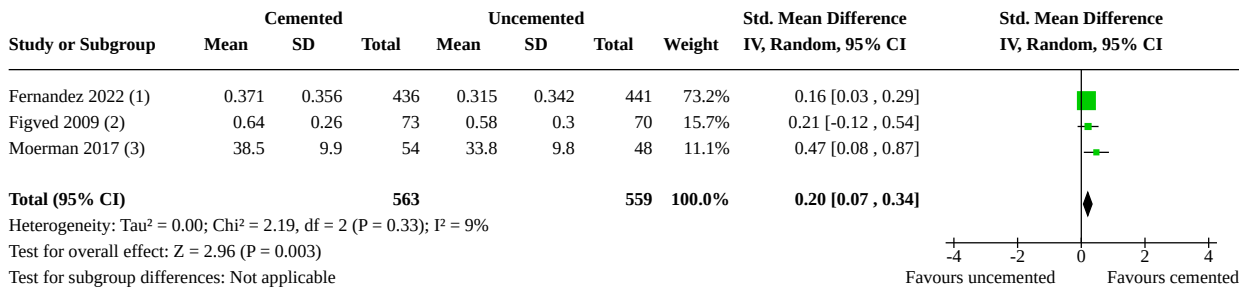 Cemented Uncemented Std. Mean Difference Std. Mean Difference
Study or Subgroup Mean SD Total Mean SD Total Weight IV, Random, 95% CI IV, Random, 95% CI
Fernandez 2022 (1) 0.371 0.356 436 0.315 0.342 441 73.2% 0.16 [0.03 , 0.29]
Figved 2009 (2) 0.64 0.26 73 0.58 0.3 70 15.7% 0.21 [-0.12 , 0.54]
Moerman 2017 (3) 38.5 9.9 54 33.8 9.8 48 11.1% 0.47 [0.08 , 0.87]
Total (95% CI) 563 559 100.0% 0.20 [0.07 , 0.34]
Heterogeneity: Tau² = 0.00; Chi² = 2.19, df = 2 (P = 0.33); I² = 9%
Test for overall effect: Z = 2.96 (P = 0.003) -4 -2 0 2 4
Test for subgroup differences: Not applicable Favours uncemented Favours cemented